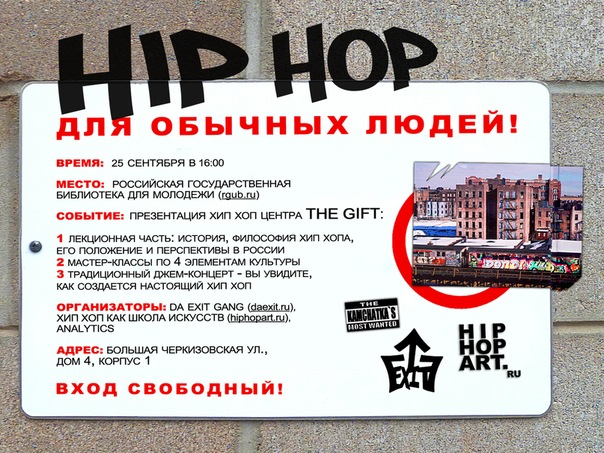 HIP HOP
ДЛЯ ОБЫЧНЫХ ЛЮДЕЙ!
ВРЕМЯ: 25 СЕНТЯБРЯ В 16:00
МЕСТО: РОССИЙСКАЯ ГОСУДАРСТВЕННАЯ
БИБЛИОТЕКА ДЛЯ МОЛОДЕЖИ (rgub.ru)
СОБЫТИЕ: ПРЕЗЕНТАЦИЯ ХИП ХОП ЦЕНТРА THE GIFT:
1 ЛЕКЦИОННАЯ ЧАСТЬ: ИСТОРИЯ, ФИЛОСОФИЯ ХИП ХОПА,
ЕГО ПОЛОЖЕНИЕ И ПЕРСПЕКТИВЫ В РОССИИ
2 МАСТЕР-КЛАССЫ ПО 4 ЭЛЕМЕНТАМ КУЛЬТУРЫ
3 ТРАДИЦИОННЫЙ ДЖЕМ-КОНЦЕРТ - ВЫ УВИДИТЕ,
КАК СОЗДАЕТСЯ НАСТОЯЩИЙ ХИП ХОП
ОРГАНИЗАТОРЫ: DA EXIT GANG (daexit.ru),
ХИП ХОП КАК ШКОЛА ИСКУССТВ (hiphopart.ru),
ANALYTICS
АДРЕС: БОЛЬШАЯ ЧЕРКИЗОВСКАЯ УЛ.,
ДОМ 4, КОРПУС 1
ВХОД СВОБОДНЫЙ!
THE
KAMCHATKA'S
MOST WANTED
EXIT
HIP
HOP
ART.
RU